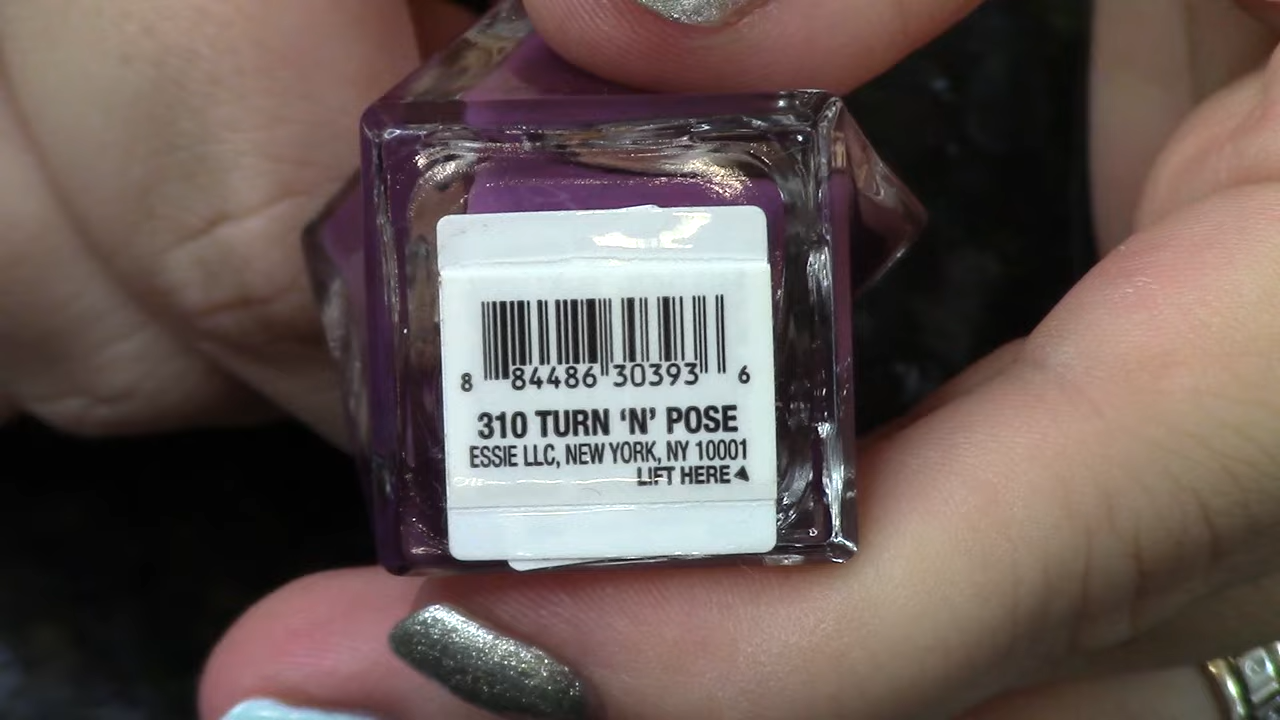 8 84486 30393 6
310 TURN ‘N’ POSE
ESSIE LLC, NEW YORK, NY 10001
LIFT HERE◀